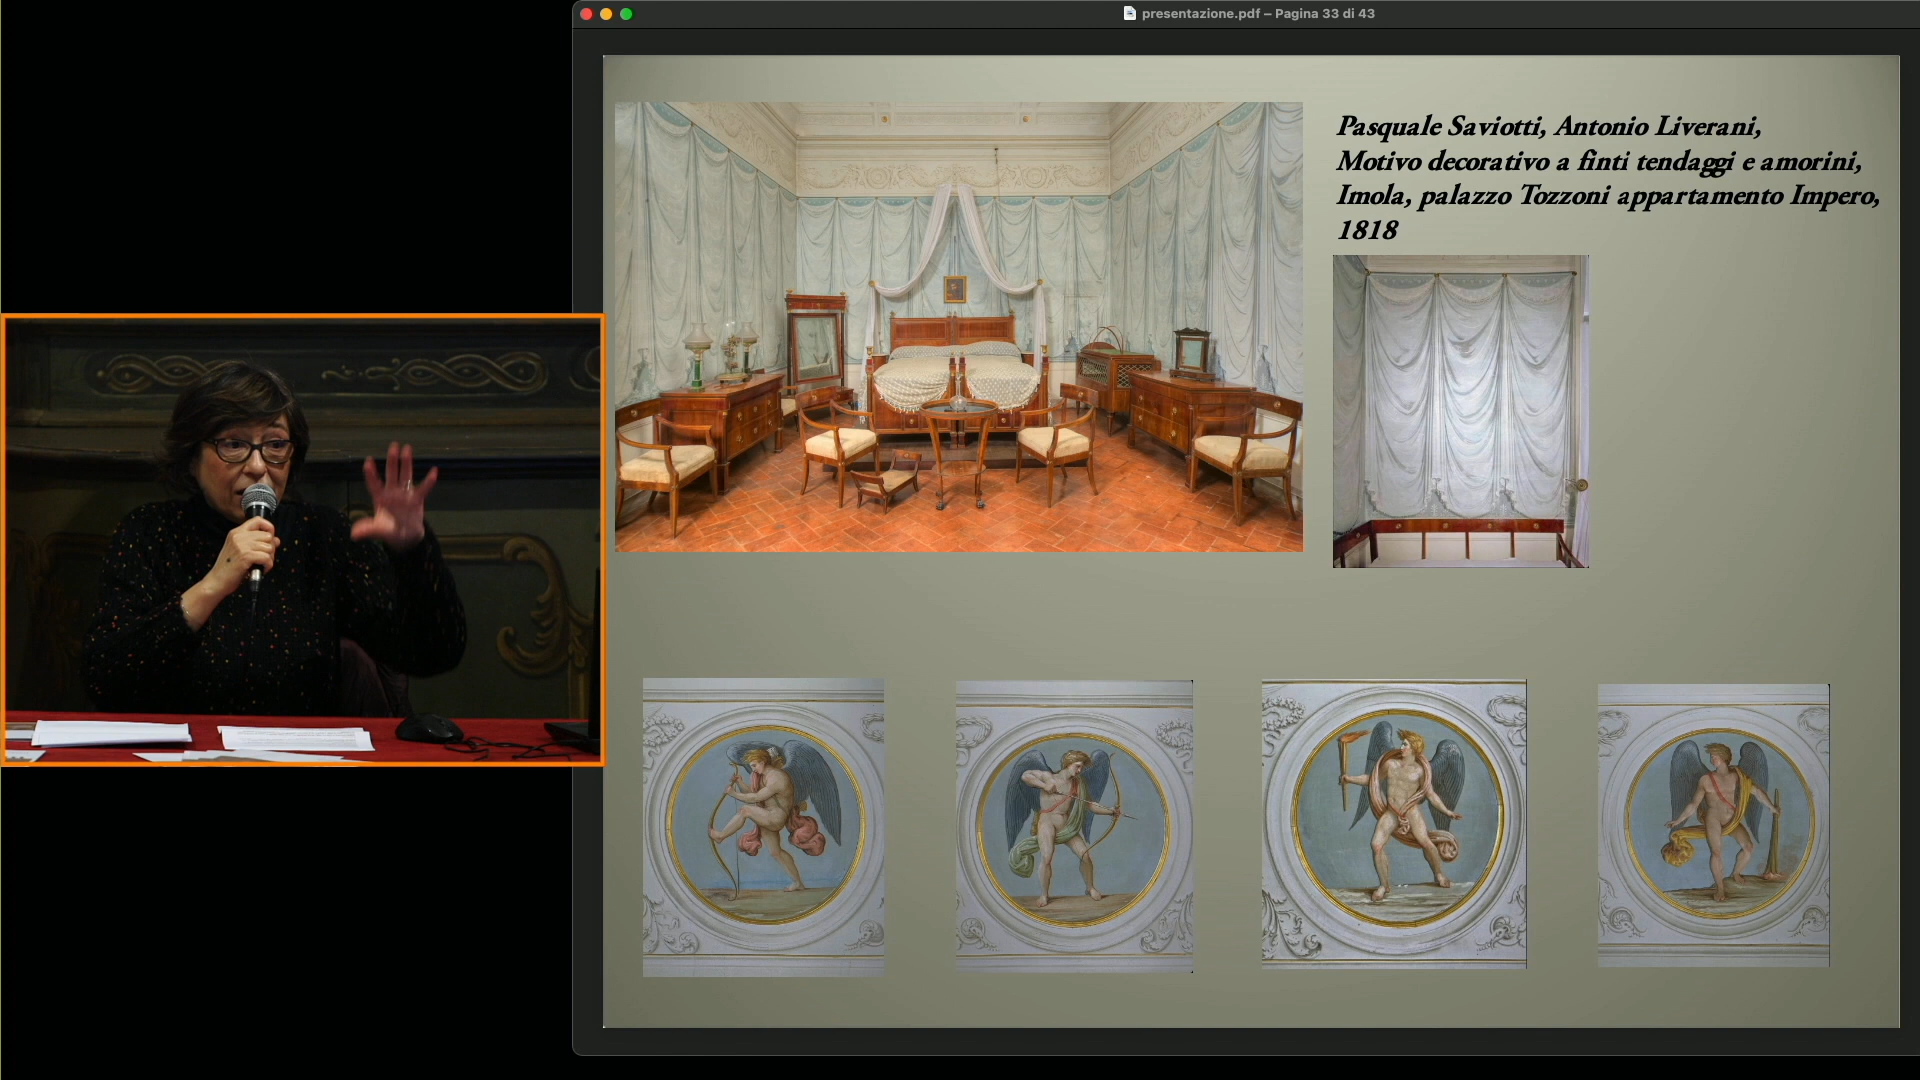 presentazione.pdf – Pagina 33 di 43
Pasquale Saviotti, Antonio Liverani,
Motivo decorativo a finti tendaggi e amorini,
Imola, palazzo Tozzoni appartamento Impero,
1818